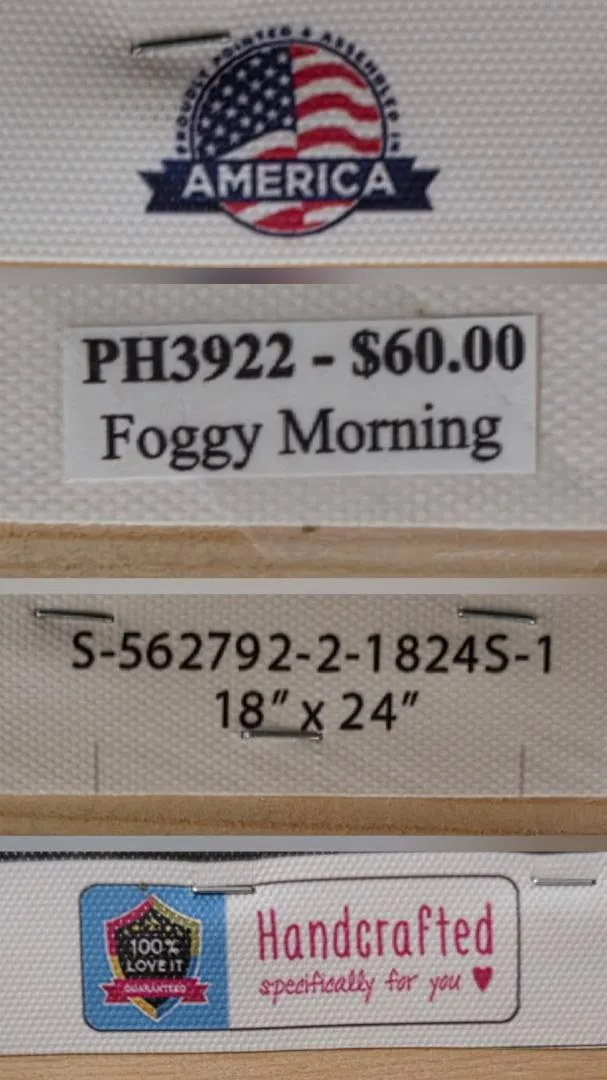 PROUDLY PRINTED & ASSEMBLED IN
AMERICA
PH3922 - $60.00
Foggy Morning
S-562792-2-1824S-1
18" x 24"
100%
LOVE IT
GUARANTEED
Handcrafted
specifically for you ♥